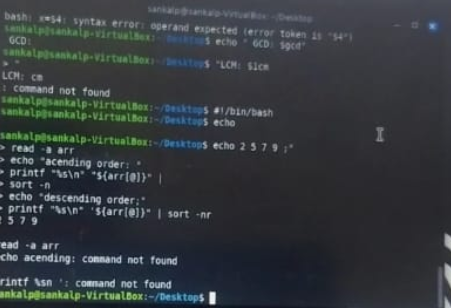 sankalp@sankalp-VirtualBox: ~/Desktop
bash: x=$4: syntax error: operand expected (error token is "$4")
sankalp@sankalp-VirtualBox:~/Desktop$ echo " GCD: $gcd"
GCD:
sankalp@sankalp-VirtualBox:~/Desktop$ "LCM: $lcm
> "
LCM: cm
: command not found
sankalp@sankalp-VirtualBox:~/Desktop$ #!/bin/bash
sankalp@sankalp-VirtualBox:~/Desktop$ echo

sankalp@sankalp-VirtualBox:~/Desktop$ echo 2 5 7 9 ;"
> read -a arr
> echo "acending order: "
> printf "%s\n" "${arr[@]}" |
> sort -n
> echo "descending order;"
> printf "%s\n" '${arr[@]}" | sort -nr
2 5 7 9

read -a arr
echo acending: command not found

printf %sn ': command not found
sankalp@sankalp-VirtualBox:~/Desktop$